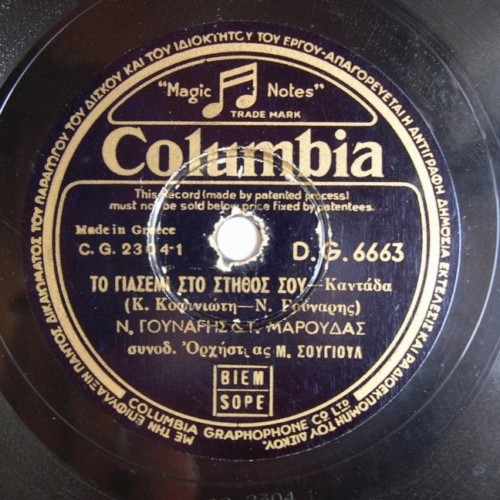 "Magic Notes"
TRADE MARK
Columbia
This Record (made by patented process)
must not be sold below price fixed by patentees.
Made in Greece
C. G. 2304-1
D.G. 6663
ΤΟ ΓΙΑΣΕΜΙ ΣΤΟ ΣΤΗΘΟΣ ΣΟΥ—Καντάδα
(Κ. Κοφινιώτη—Ν. Γούναρης)
Ν. ΓΟΥΝΑΡΗΣ & Τ. ΜΑΡΟΥΔΑΣ
συνοδ. Ὀρχήστρας Μ. ΣΟΥΓΙΟΥΛ
BIEM
SOPE
COLUMBIA GRAPHOPHONE CO LTD
ΜΕ ΤΗΝ ΕΠΙΦΥΛΑΞΙΝ ΠΑΝΤΟΣ ΔΙΚΑΙΩΜΑΤΟΣ ΤΟΥ ΠΑΡΑΓΩΓΟΥ ΤΟΥ ΔΙΣΚΟΥ ΚΑΙ ΤΟΥ ΙΔΙΟΚΤΗΤΟΥ ΤΟΥ ΕΡΓΟΥ-ΑΠΑΓΟΡΕΥΕΤΑΙ Η ΑΝΤΙΓΡΑΦΗ ΔΗΜΟΣΙΑ ΕΚΤΕΛΕΣΙΣ ΚΑΙ ΡΑΔΙΟΕΚΠΟΜΠΗ ΤΟΥ ΔΙΣΚΟΥ.
2304